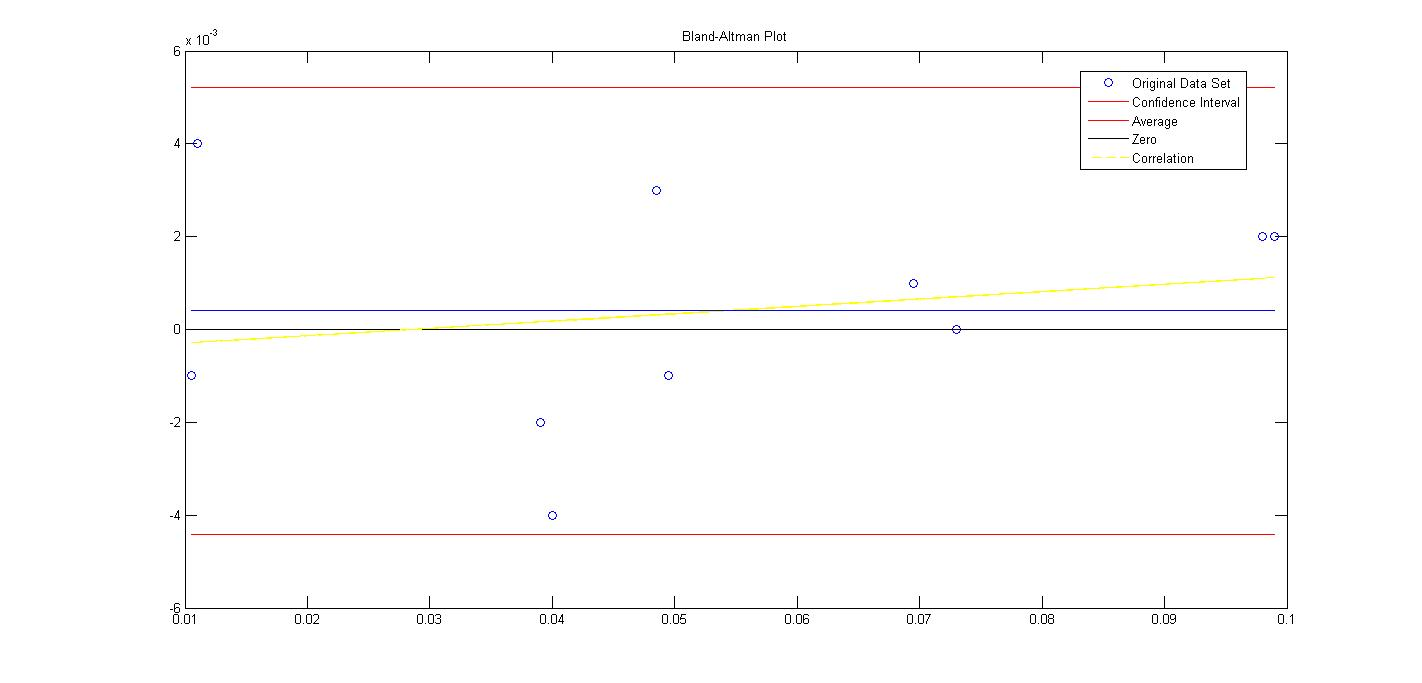 Bland-Altman Plot
x 10-3
6
4
2
0
-2
-4
-6
0.01 0.02 0.03 0.04 0.05 0.06 0.07 0.08 0.09 0.1
Original Data Set
Confidence Interval
Average
Zero
Correlation